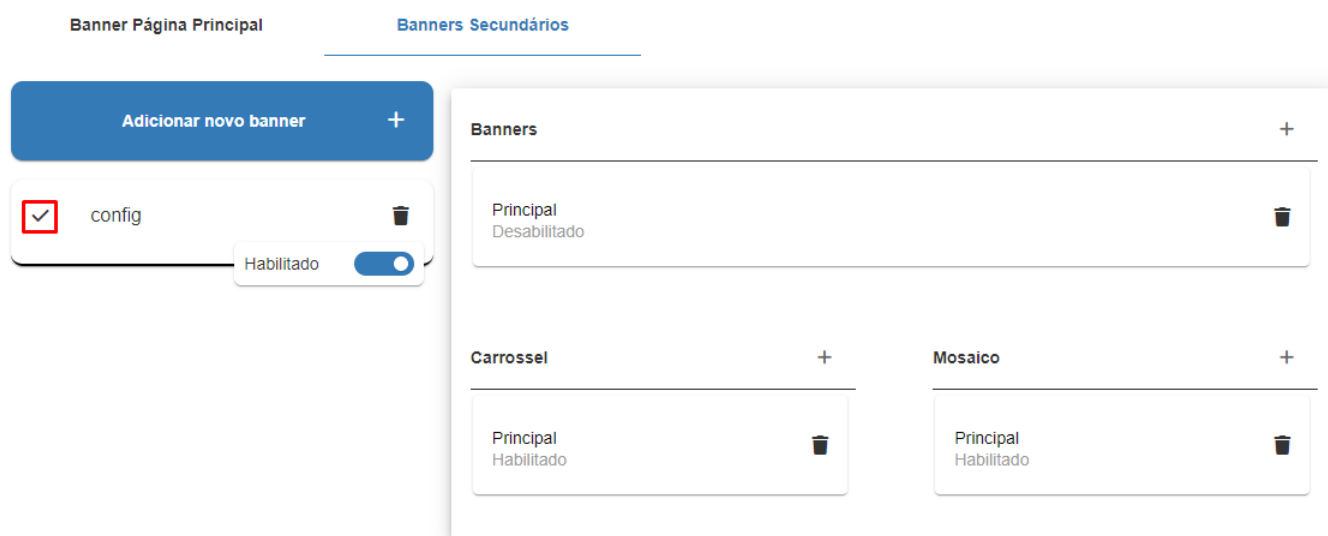 Banner Página Principal
Banners Secundários
Adicionar novo banner +
config
Habilitado
Banners +
Principal
Desabilitado
Carrossel +
Principal
Habilitado
Mosaico +
Principal
Habilitado